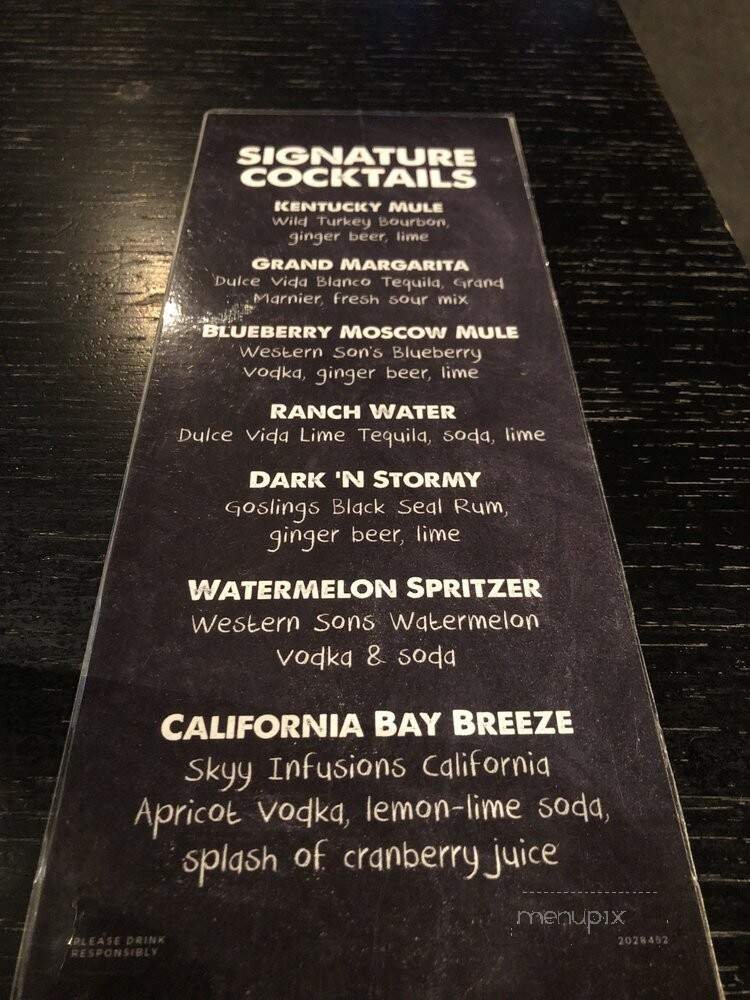 SIGNATURE
COCKTAILS
KENTUCKY MULE
Wild Turkey Bourbon,
ginger beer, lime
GRAND MARGARITA
Dulce Vida Blanco Tequila, Grand
Marnier, fresh sour mix
BLUEBERRY MOSCOW MULE
Western Son's Blueberry
Vodka, ginger beer, lime
RANCH WATER
Dulce Vida Lime Tequila, soda, lime
DARK 'N STORMY
Goslings Black Seal Rum,
ginger beer, lime
WATERMELON SPRITZER
Western Sons Watermelon
Vodka & soda
CALIFORNIA BAY BREEZE
Skyy Infusions California
Apricot Vodka, lemon-lime soda,
splash of cranberry juice
menupix
PLEASE DRINK
RESPONSIBLY
2028452